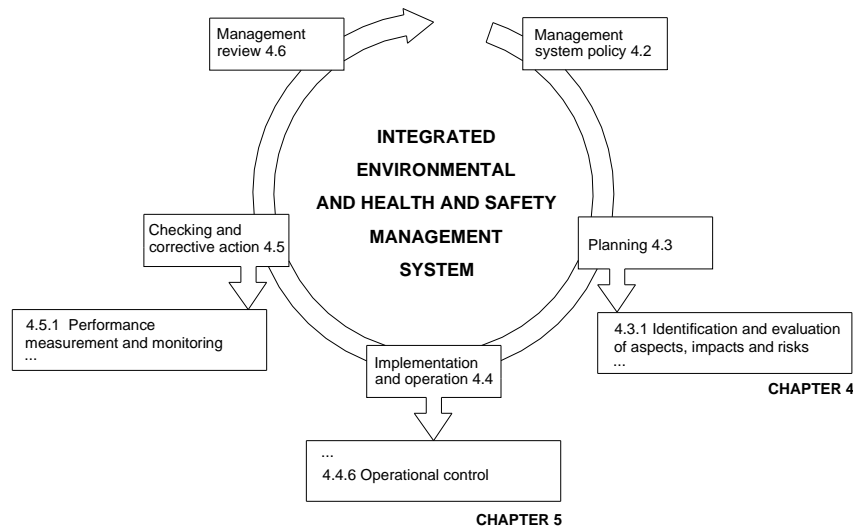 Management
review 4.6
Management
system policy 4.2
INTEGRATED
ENVIRONMENTAL
AND HEALTH AND SAFETY
MANAGEMENT
SYSTEM
Checking and
corrective action 4.5
Planning 4.3
4.5.1 Performance
measurement and monitoring
...
4.3.1 Identification and evaluation
of aspects, impacts and risks
...
CHAPTER 4
Implementation
and operation 4.4
...
4.4.6 Operational control
CHAPTER 5